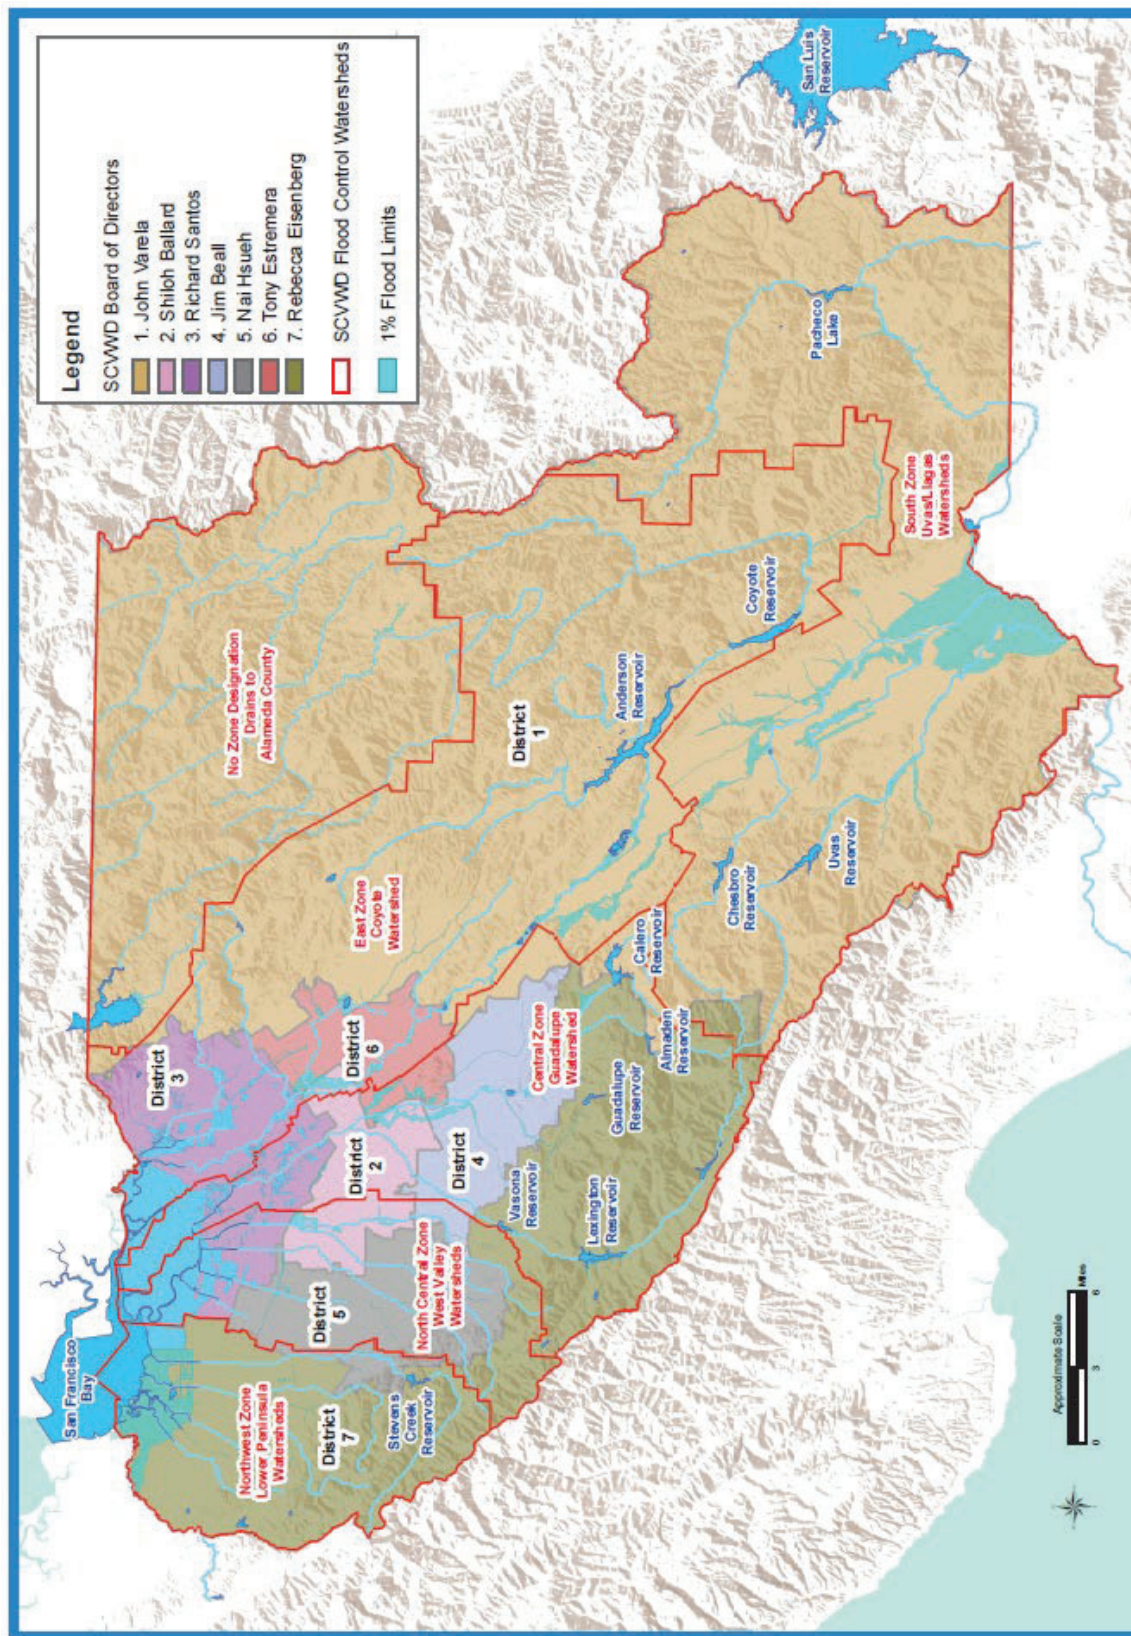 Legend
SCVWD Board of Directors
1. John Varela
2. Shiloh Ballard
3. Richard Santos
4. Jim Beall
5. Nai Hsueh
6. Tony Estremera
7. Rebecca Eisenberg
SCVWD Flood Control Watersheds
1% Flood Limits
San Francisco
Bay
Northwest Zone
Lower Peninsula
Watersheds
District
7
Stevens
Creek
Reservoir
District
5
North Central Zone
West Valley
Watersheds
District
3
District
2
District
6
District
4
Vasona
Reservoir
Lexington
Reservoir
Guadalupe
Reservoir
Central Zone
Guadalupe
Watershed
Almaden
Reservoir
Calero
Reservoir
East Zone
Coyote
Watershed
No Zone Designation
Drains to
Alameda County
District
1
Anderson
Reservoir
Coyote
Reservoir
Chesbro
Reservoir
Uvas
Reservoir
South Zone
Uvas/Llagas
Watersheds
Pacheco
Lake
San Luis
Reservoir
Approximate Scale
0 3 6
Miles